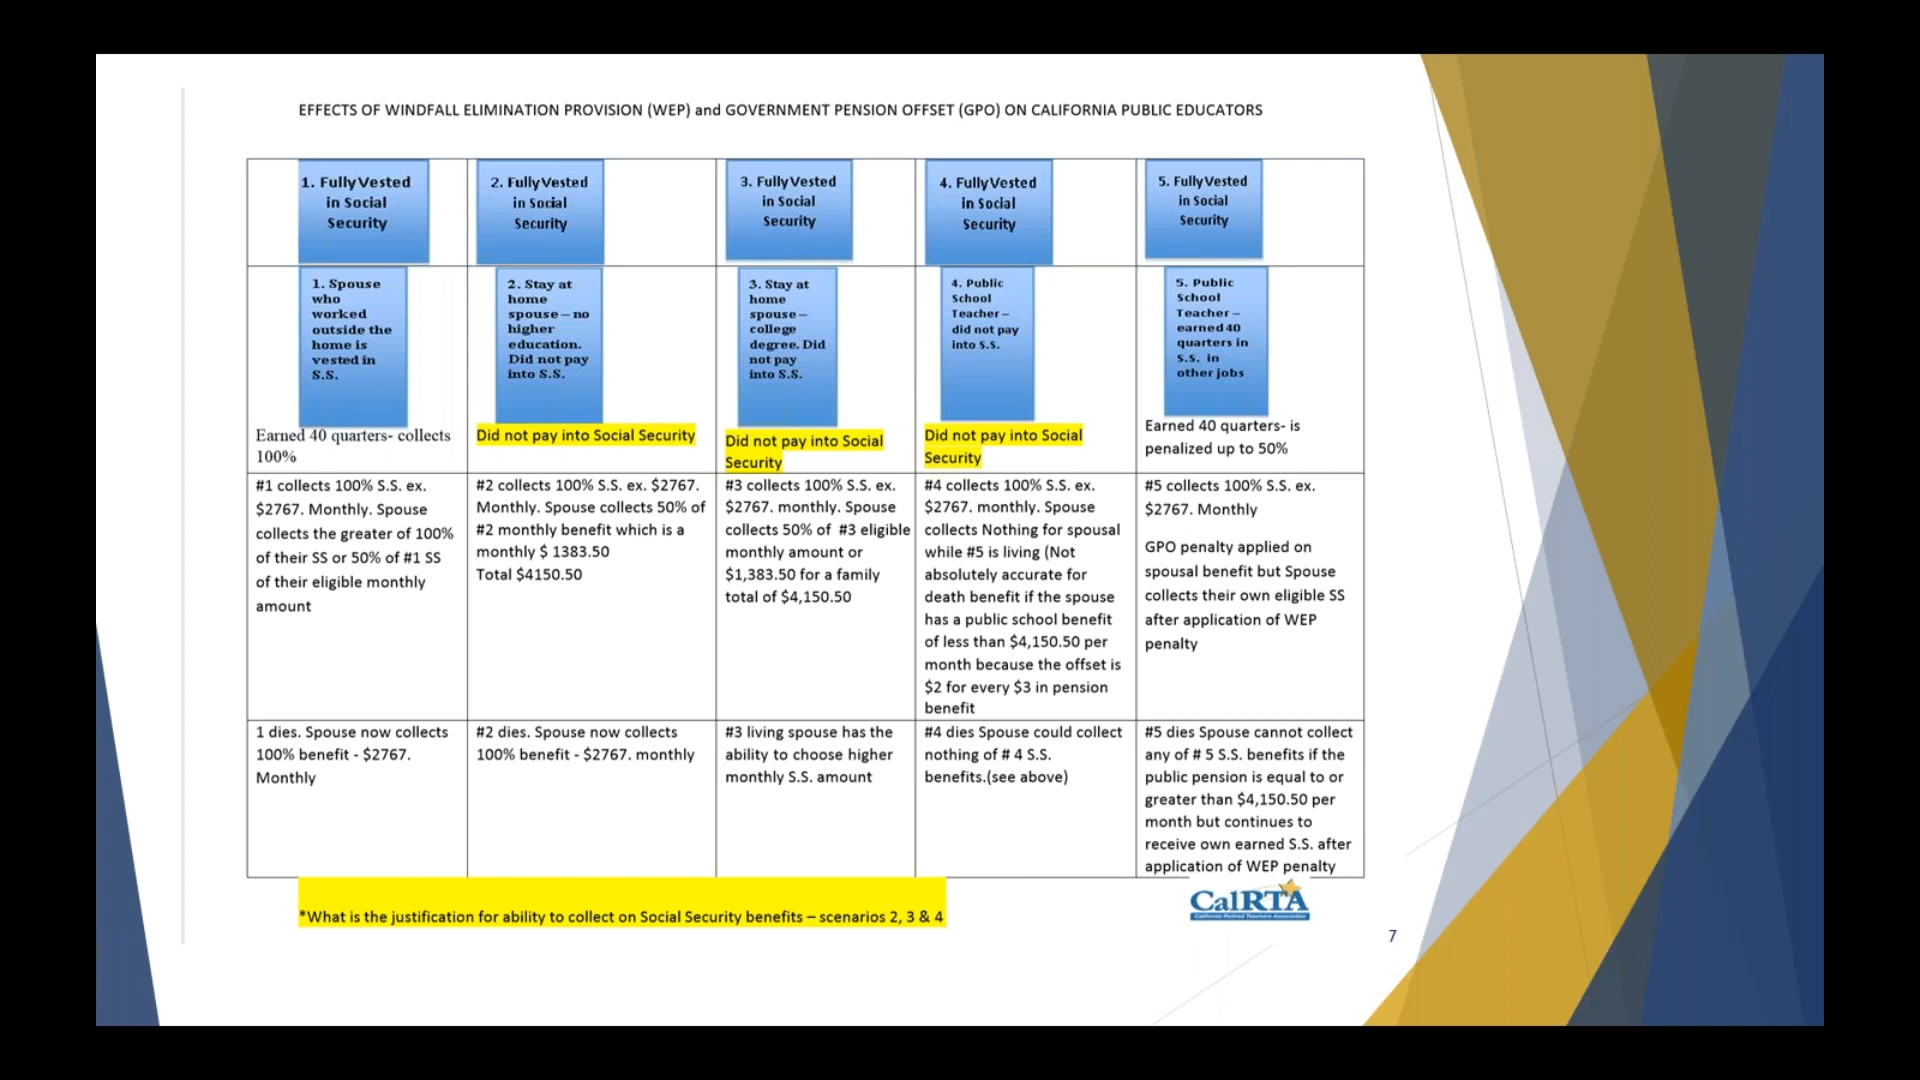 EFFECTS OF WINDFALL ELIMINATION PROVISION (WEP) and GOVERNMENT PENSION OFFSET (GPO) ON CALIFORNIA PUBLIC EDUCATORS
1. Fully Vested
in Social
Security
2. Fully Vested
in Social
Security
3. Fully Vested
in Social
Security
4. Fully Vested
in Social
Security
5. Fully Vested
in Social
Security
1. Spouse
who
worked
outside the
home is
vested in
S.S.
Earned 40 quarters- collects
100%
2. Stay at
home
spouse – no
higher
education.
Did not pay
into S.S.
Did not pay into Social Security
3. Stay at
home
spouse –
college
degree. Did
not pay
into S.S.
Did not pay into Social
Security
4. Public
School
Teacher –
did not pay
into S.S.
Did not pay into Social
Security
5. Public
School
Teacher –
earned 40
quarters in
S.S. in
other jobs
Earned 40 quarters- is
penalized up to 50%
#1 collects 100% S.S. ex.
$2767. Monthly. Spouse
collects the greater of 100%
of their SS or 50% of #1 SS
of their eligible monthly
amount
#2 collects 100% S.S. ex. $2767.
Monthly. Spouse collects 50% of
#2 monthly benefit which is a
monthly $ 1383.50
Total $4150.50
#3 collects 100% S.S. ex.
$2767. monthly. Spouse
collects 50% of #3 eligible
monthly amount or
$1,383.50 for a family
total of $4,150.50
#4 collects 100% S.S. ex.
$2767. monthly. Spouse
collects Nothing for spousal
while #5 is living (Not
absolutely accurate for
death benefit if the spouse
has a public school benefit
of less than $4,150.50 per
month because the offset is
$2 for every $3 in pension
benefit
#5 collects 100% S.S. ex.
$2767. Monthly
GPO penalty applied on
spousal benefit but Spouse
collects their own eligible SS
after application of WEP
penalty
1 dies. Spouse now collects
100% benefit - $2767.
Monthly
#2 dies. Spouse now collects
100% benefit - $2767. monthly
#3 living spouse has the
ability to choose higher
monthly S.S. amount
#4 dies Spouse could collect
nothing of # 4 S.S.
benefits.(see above)
#5 dies Spouse cannot collect
any of # 5 S.S. benefits if the
public pension is equal to or
greater than $4,150.50 per
month but continues to
receive own earned S.S. after
application of WEP penalty
*What is the justification for ability to collect on Social Security benefits – scenarios 2, 3 & 4
CalRTA
California Retired Teachers Association
7